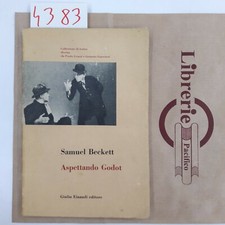 4383
Samuel Beckett
Aspettando Godot
Giulio Einaudi editore
Librerie
Pacifico